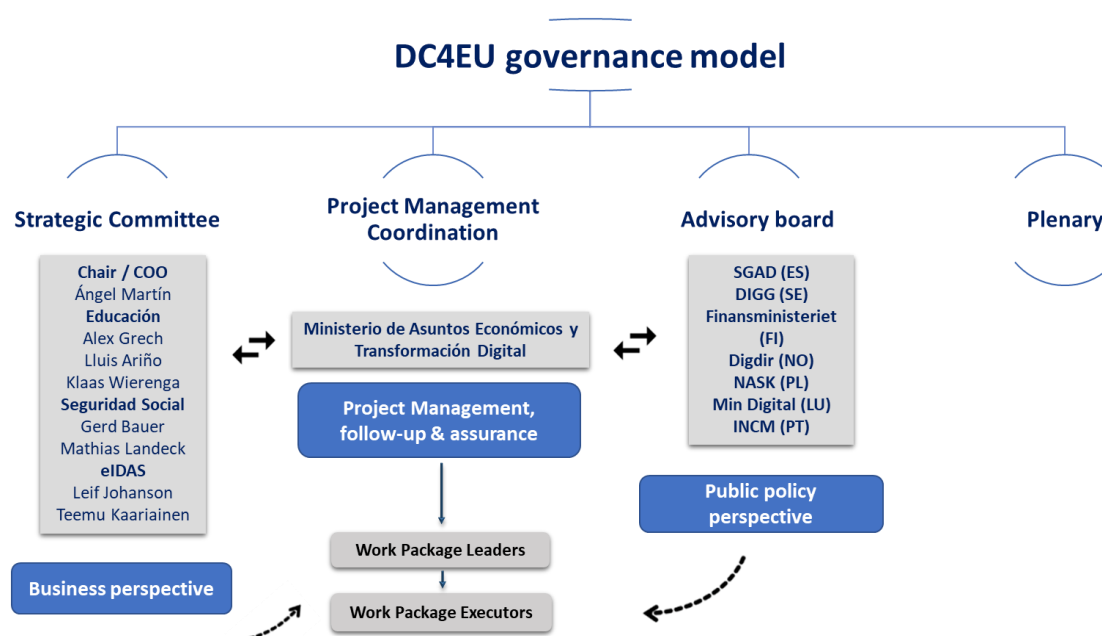 DC4EU governance model
Strategic Committee
Chair / COO
Ángel Martín
Educación
Alex Grech
Lluis Ariño
Klaas Wierenga
Seguridad Social
Gerd Bauer
Mathias Landeck
eIDAS
Leif Johanson
Teemu Kaariainen
Business perspective
Project Management
Coordination
Ministerio de Asuntos Económicos y
Transformación Digital
Project Management,
follow-up & assurance
Work Package Leaders
Work Package Executors
Advisory board
SGAD (ES)
DIGG (SE)
Finansministeriet
(FI)
Digdir (NO)
NASK (PL)
Min Digital (LU)
INCM (PT)
Public policy
perspective
Plenary